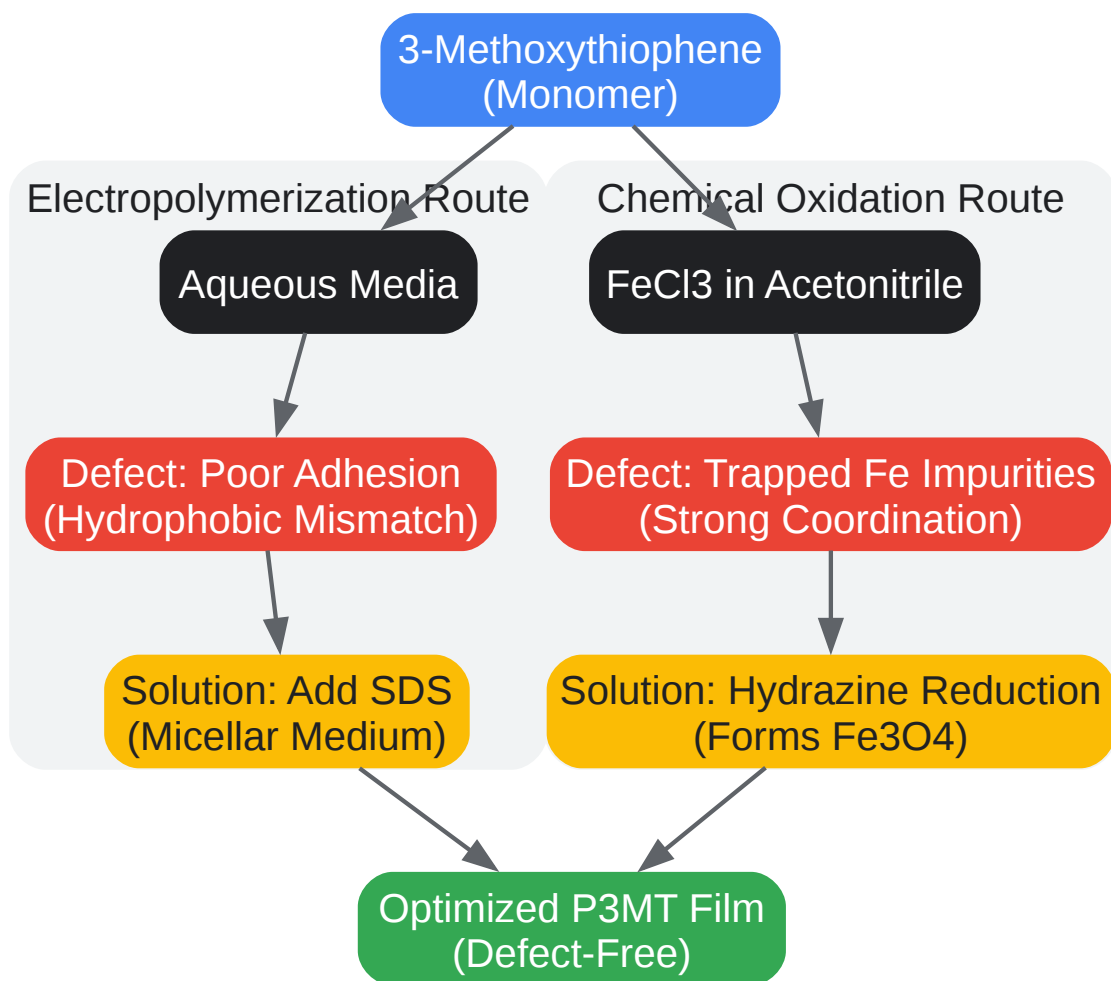 3-Methoxythiophene
(Monomer)
Electropolymerization Route
Chemical Oxidation Route
Aqueous Media
FeCl3 in Acetonitrile
Defect: Poor Adhesion
(Hydrophobic Mismatch)
Defect: Trapped Fe Impurities
(Strong Coordination)
Solution: Add SDS
(Micellar Medium)
Solution: Hydrazine Reduction
(Forms Fe3O4)
Optimized P3MT Film
(Defect-Free)